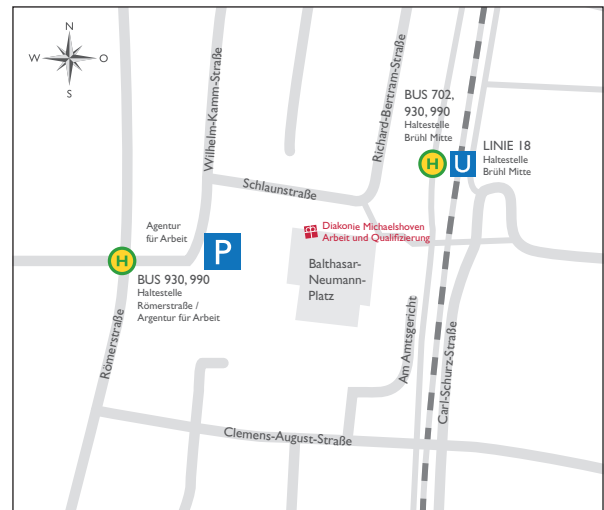 N
W
O
S
Wilhelm-Kamm-Straße
Richard-Bertram-Straße
BUS 702,
930, 990
Haltestelle
Brühl Mitte
H
U
LINIE 18
Haltestelle
Brühl Mitte
Schlaunstraße
Diakonie Michaelshoven
Arbeit und Qualifizierung
Agentur
für Arbeit
P
H
BUS 930, 990
Haltestelle
Römerstraße /
Argentur für Arbeit
Balthasar-
Neumann-
Platz
Römerstraße
Am Amtsgericht
Carl-Schurz-Straße
Clemens-August-Straße